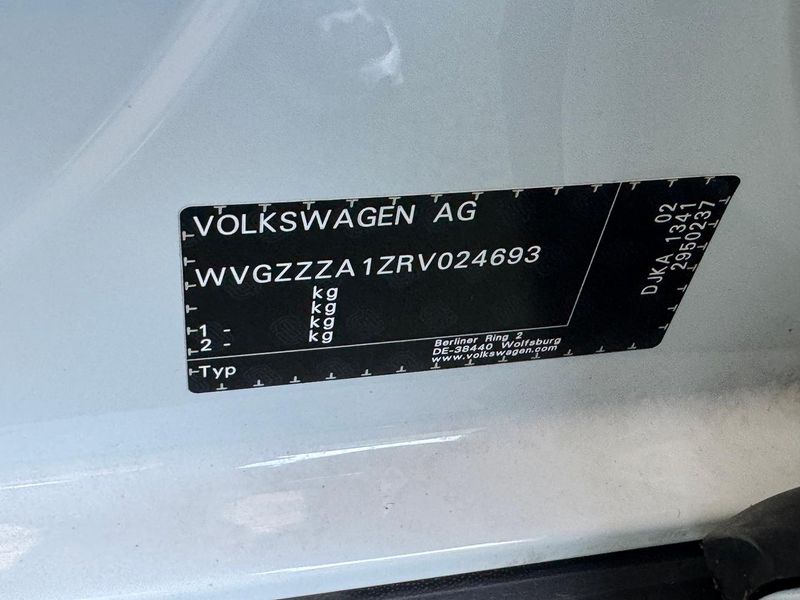 VOLKSWAGEN AG
WVGZZZA1ZRV024693
kg
kg
1 - kg
2 - kg
Typ
Berliner Ring 2
DE-38440 Wolfsburg
www.volkswagen.com
DJKA 1341 02
2950237